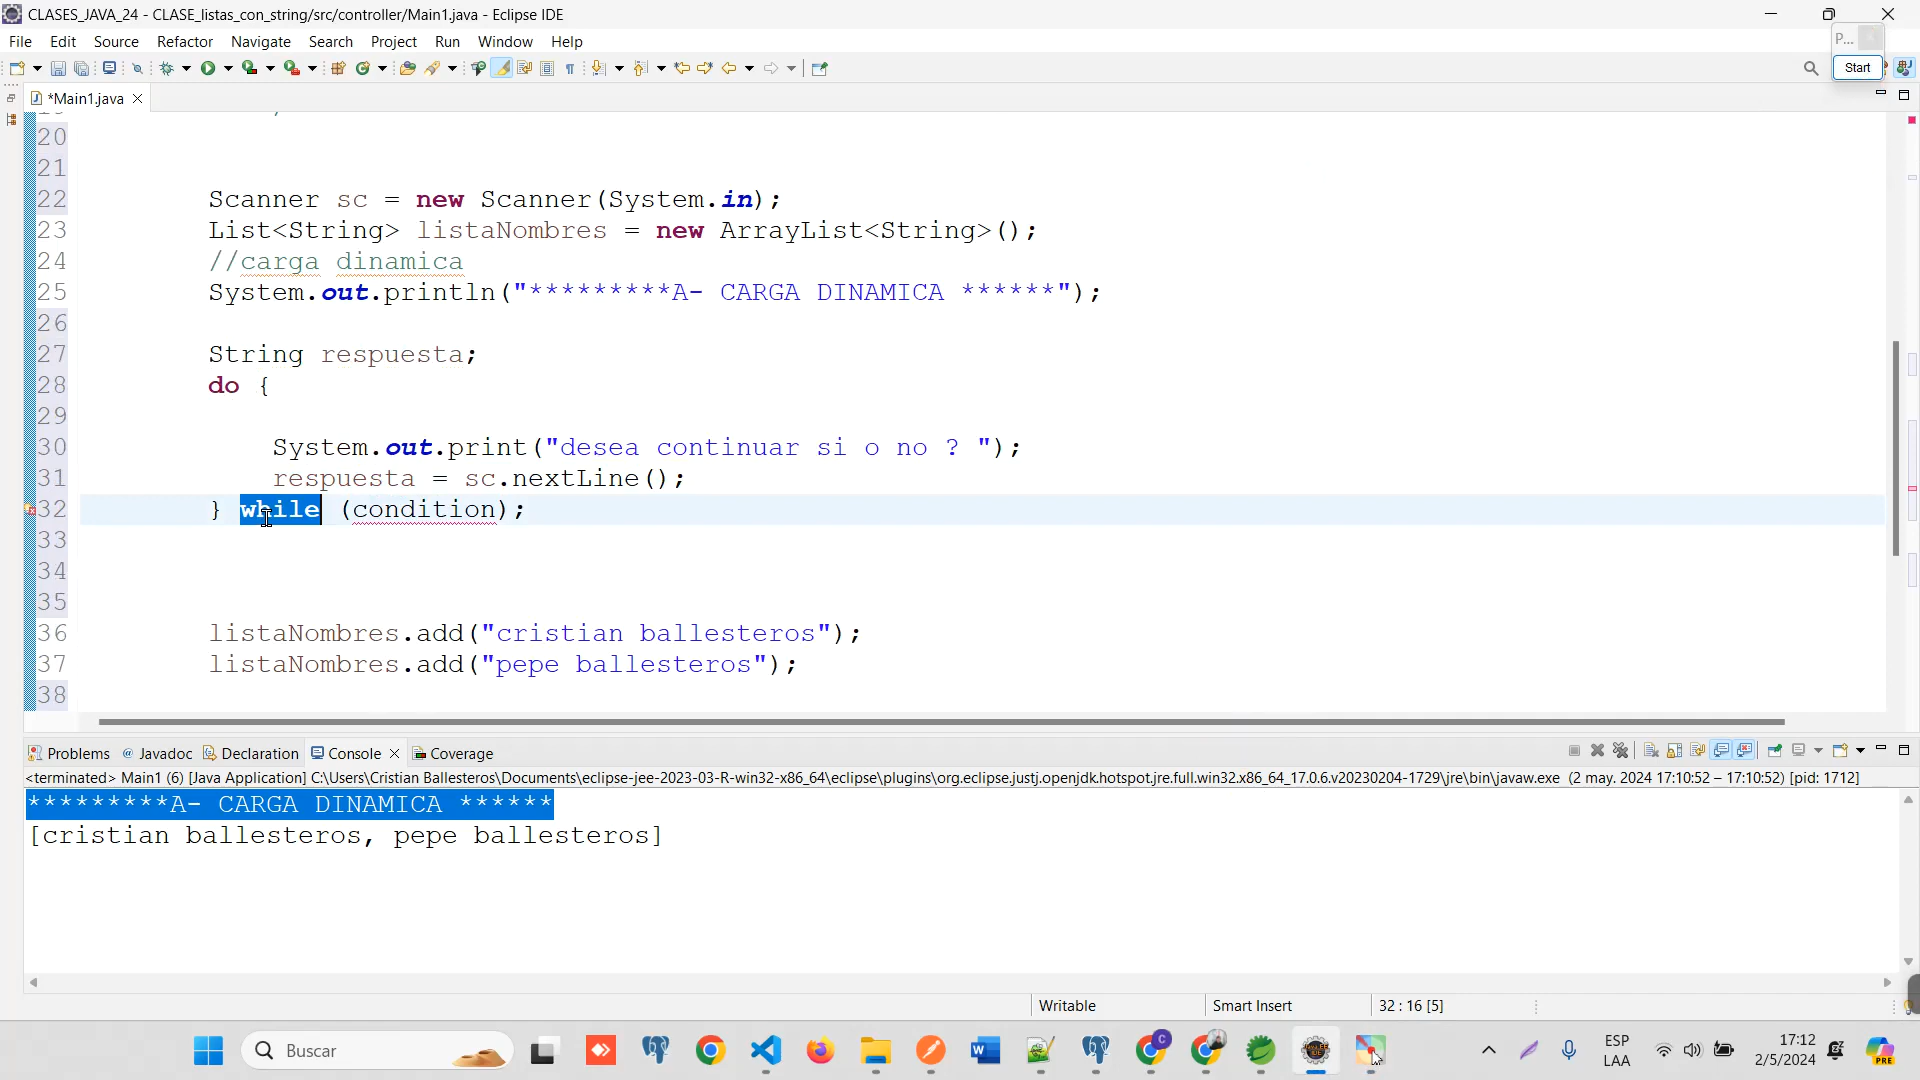 CLASES_JAVA_24 - CLASE_listas_con_string/src/controller/Main1.java - Eclipse IDE
File Edit Source Refactor Navigate Search Project Run Window Help
P...
Start
*Main1.java
20
21
22 Scanner sc = new Scanner(System.in);
23 List<String> listaNombres = new ArrayList<String>();
24 //carga dinamica
25 System.out.println("*********A- CARGA DINAMICA ******");
26
27 String respuesta;
28 do {
29
30 System.out.print("desea continuar si o no ? ");
31 respuesta = sc.nextLine();
32 } while (condition);
33
34
35
36 listaNombres.add("cristian ballesteros");
37 listaNombres.add("pepe ballesteros");
38
Problems @ Javadoc Declaration Console Coverage
<terminated> Main1 (6) [Java Application] C:\Users\Cristian Ballesteros\Documents\eclipse-jee-2023-03-R-win32-x86_64\eclipse\plugins\org.eclipse.justj.openjdk.hotspot.jre.full.win32.x86_64_17.0.6.v20230204-1729\jre\bin\javaw.exe (2 may. 2024 17:10:52 – 17:10:52) [pid: 1712]
*********A- CARGA DINAMICA ******
[cristian ballesteros, pepe ballesteros]
Writable Smart Insert 32 : 16 [5]
Buscar
ESP
LAA
17:12
2/5/2024
PRE